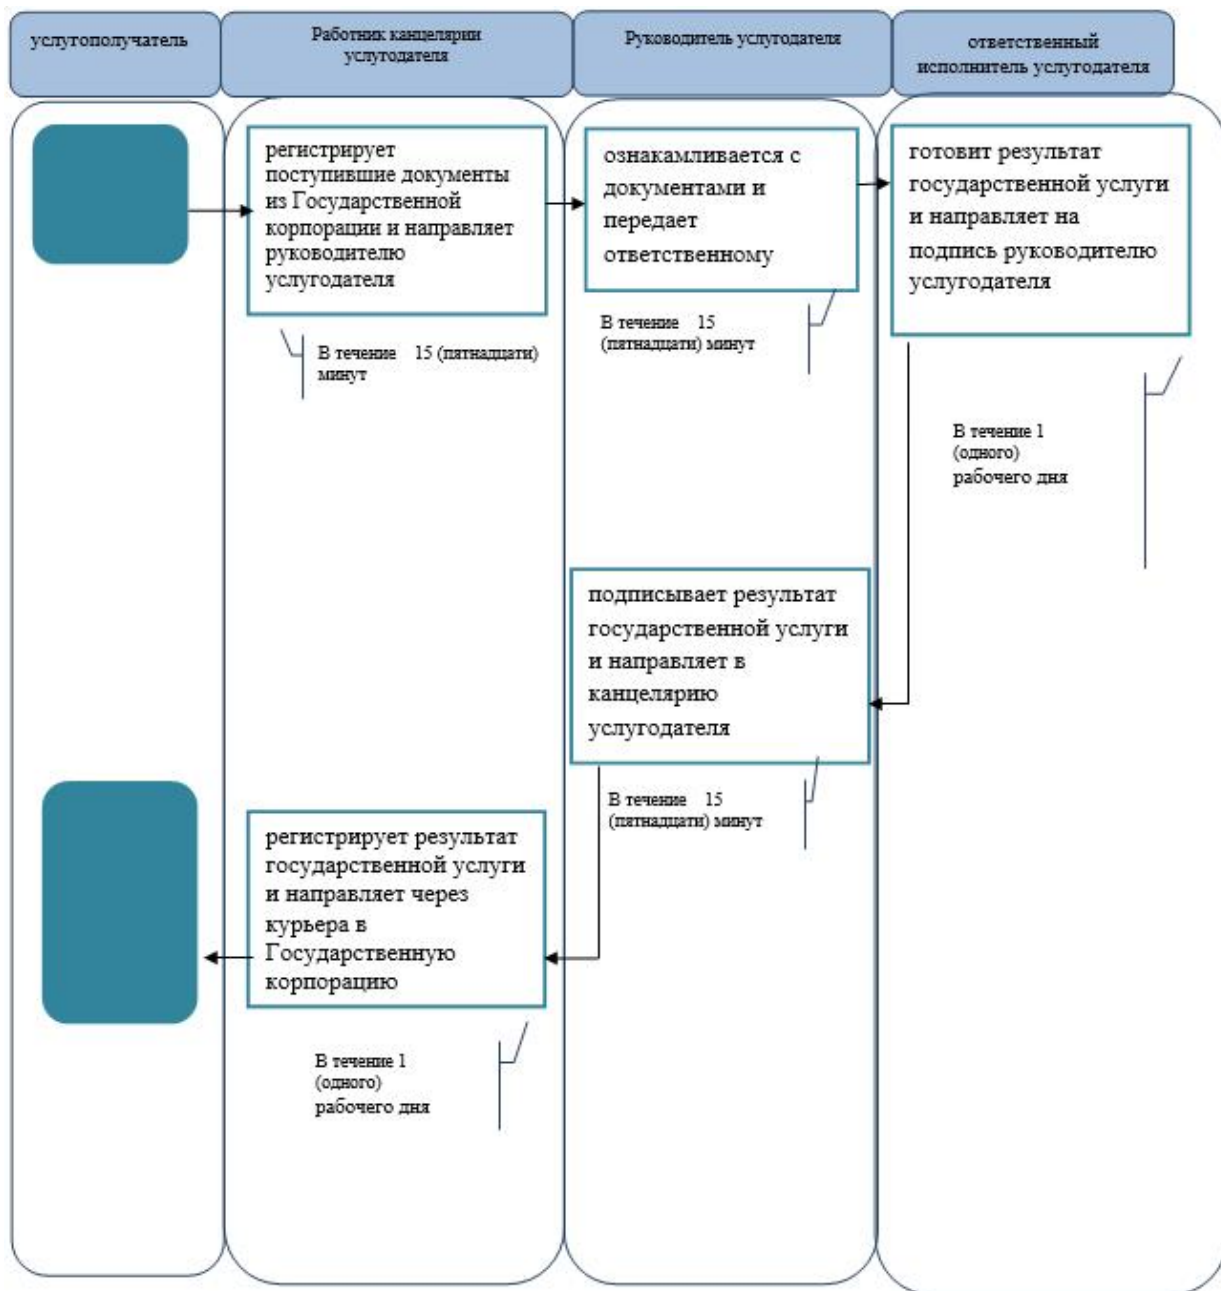 услугополучатель
Работник канцелярии
услугодателя
Руководитель услугодателя
ответственный
исполнитель услугодателя
регистрирует
поступившие документы
из Государственной
корпорации и направляет
руководителю
услугодателя
ознакамливается с
документами и
передает
ответственному
готовит результат
государственной услуги
и направляет на
подпись руководителю
услугодателя
В течение 15 (пятнадцати)
минут
В течение 15
(пятнадцати) минут
В течение 1
(одного)
рабочего дня
подписывает результат
государственной услуги
и направляет в
канцелярию
услугодателя
В течение 15
(пятнадцати) минут
регистрирует результат
государственной услуги
и направляет через
курьера в
Государственную
корпорацию
В течение 1
(одного)
рабочего дня